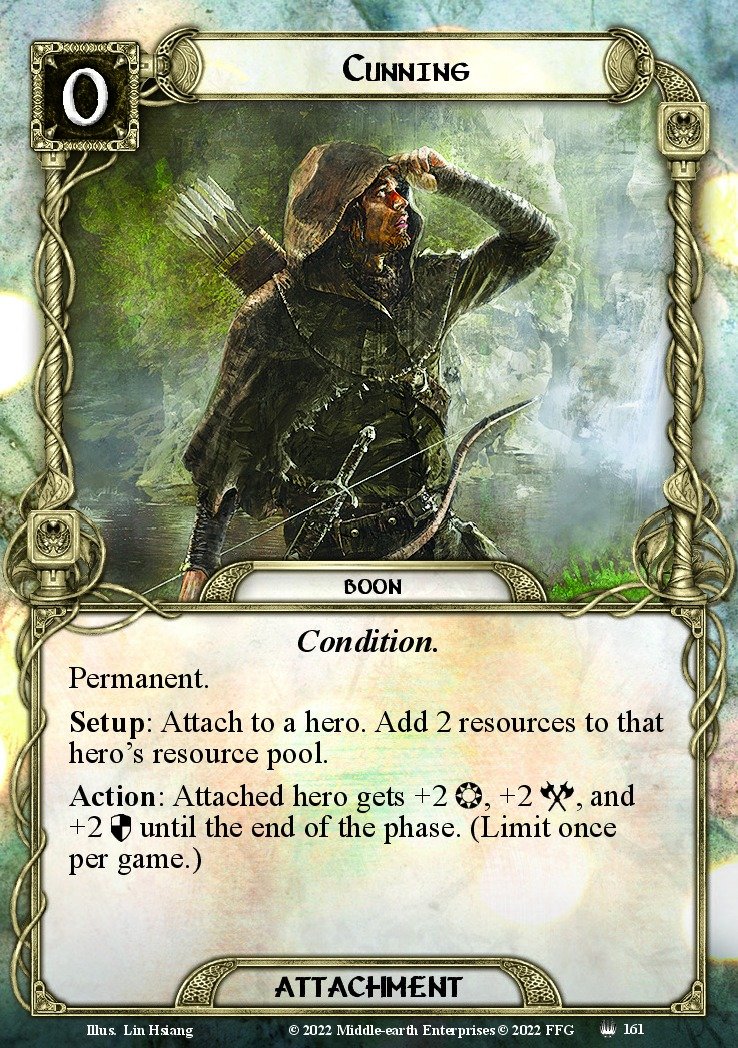 0
Cunning
BOON
Condition.
Permanent.
Setup: Attach to a hero. Add 2 resources to that
hero's resource pool.
Action: Attached hero gets +2 , +2 , and
+2 until the end of the phase. (Limit once
per game.)
ATTACHMENT
Illus. Lin Hsiang © 2022 Middle-earth Enterprises © 2022 FFG 161